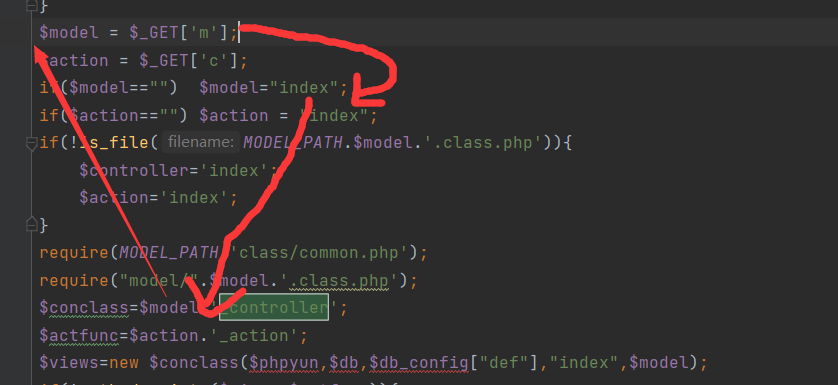 }
$model = $_GET['m'];
$action = $_GET['c'];
if($model=="") $model="index";
if($action=="") $action = "index";
if(!is_file( filename: MODEL_PATH.$model.'.class.php')){
$controller='index';
$action='index';
}
require(MODEL_PATH.'class/common.php');
require("model/".$model.'.class.php');
$conclass=$model.'_controller';
$actfunc=$action.'_action';
$views=new $conclass($phpyun,$db,$db_config["def"],"index",$model);